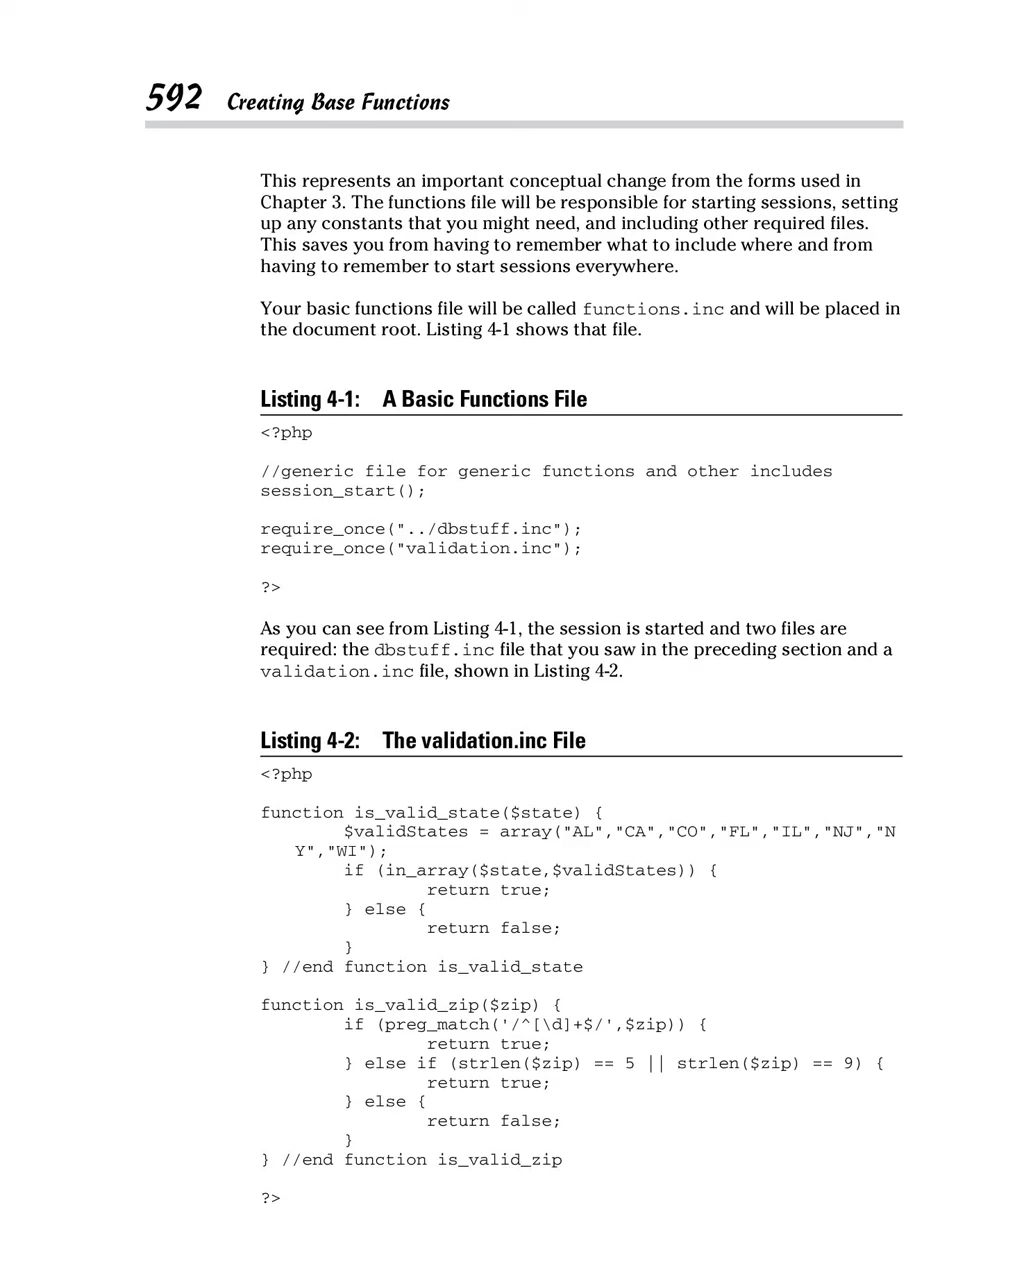 592 Creating Base Functions
This represents an important conceptual change from the forms used in
Chapter 3. The functions file will be responsible for starting sessions, setting
up any constants that you might need, and including other required files.
This saves you from having to remember what to include where and from
having to remember to start sessions everywhere.
Your basic functions file will be called functions.inc and will be placed in
the document root. Listing 4-1 shows that file.
Listing 4-1: A Basic Functions File
<?php
//generic file for generic functions and other includes
session_start();
require_once("../dbstuff.inc");
require_once("validation.inc");
?>
As you can see from Listing 4-1, the session is started and two files are
required: the dbstuff.inc file that you saw in the preceding section and a
validation.inc file, shown in Listing 4-2.
Listing 4-2: The validation.inc File
<?php
function is_valid_state($state) {
$validStates = array("AL","CA","CO","FL","IL","NJ","N
Y","WI");
if (in_array($state,$validStates)) {
return true;
} else {
return false;
}
} //end function is_valid_state
function is_valid_zip($zip) {
if (preg_match('/^[\d]+$/',$zip)) {
return true;
} else if (strlen($zip) == 5 || strlen($zip) == 9) {
return true;
} else {
return false;
}
} //end function is_valid_zip
?>